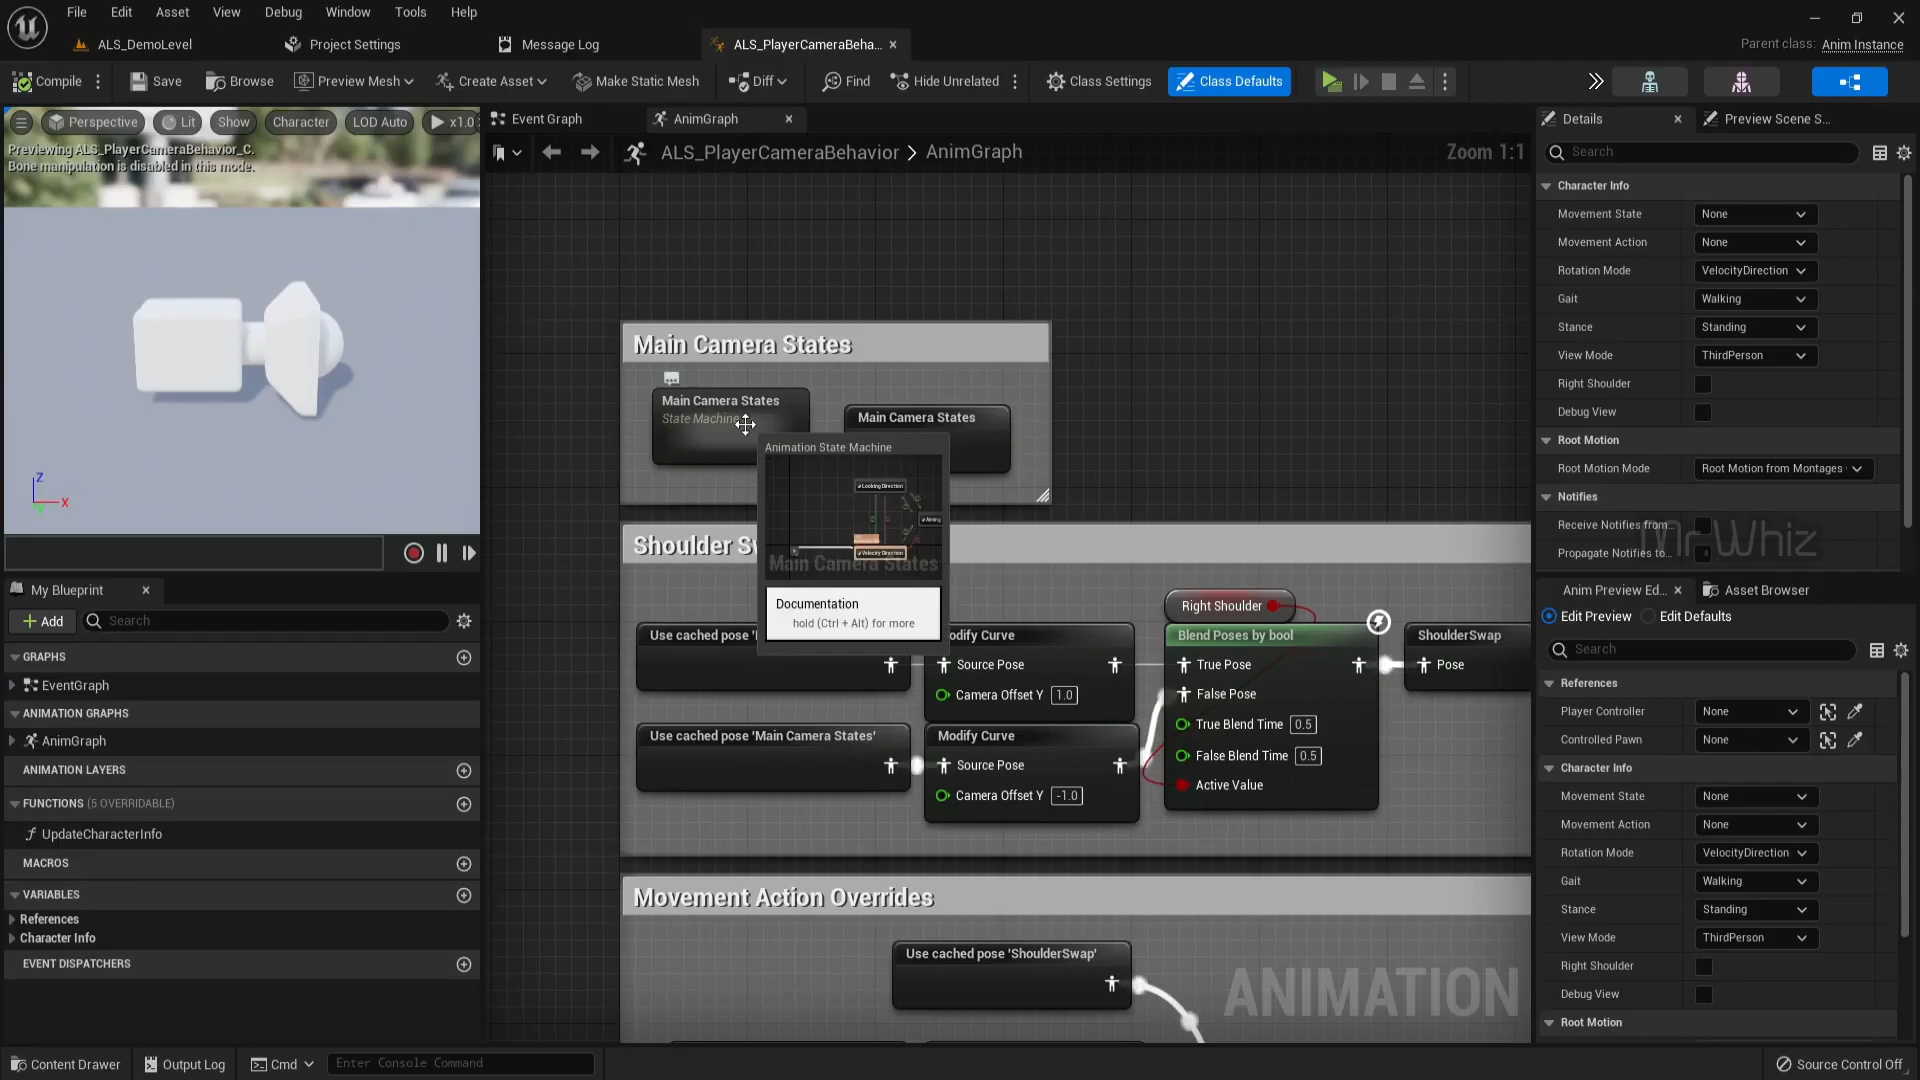 File Edit Asset View Debug Window Tools Help
ALS_DemoLevel Project Settings Message Log ALS_PlayerCameraBeha... Parent class: Anim Instance
Compile Save Browse Preview Mesh Create Asset Make Static Mesh Diff Find Hide Unrelated Class Settings Class Defaults
Perspective Lit Show Character LOD Auto x1.0
Previewing ALS_PlayerCameraBehavior_C.
Bone manipulation is disabled in this mode.
Z
X
Y
Event Graph AnimGraph
ALS_PlayerCameraBehavior > AnimGraph Zoom 1:1
Main Camera States
Main Camera States
State Machine
Main Camera States
Animation State Machine
Looking Direction
Aiming
Velocity Direction
Main Camera States
Documentation
hold (Ctrl + Alt) for more
Shoulder S
Use cached pose '
odify Curve
Source Pose
Camera Offset Y 1.0
Use cached pose 'Main Camera States'
Modify Curve
Source Pose
Camera Offset Y -1.0
Right Shoulder
Blend Poses by bool
True Pose
False Pose
True Blend Time 0.5
False Blend Time 0.5
Active Value
ShoulderSwap
Pose
Movement Action Overrides
Use cached pose 'ShoulderSwap'
ANIMATION
My Blueprint
Add Search
GRAPHS
EventGraph
ANIMATION GRAPHS
AnimGraph
ANIMATION LAYERS
FUNCTIONS (5 OVERRIDABLE)
UpdateCharacterInfo
MACROS
VARIABLES
References
Character Info
EVENT DISPATCHERS
Details Preview Scene S...
Search
Character Info
Movement State None
Movement Action None
Rotation Mode VelocityDirection
Gait Walking
Stance Standing
View Mode ThirdPerson
Right Shoulder
Debug View
Root Motion
Root Motion Mode Root Motion from Montages
Notifies
Receive Notifies from...
Propagate Notifies to...
MrWhiz
Anim Preview Ed... Asset Browser
Edit Preview Edit Defaults
Search
References
Player Controller None
Controlled Pawn None
Character Info
Movement State None
Movement Action None
Rotation Mode VelocityDirection
Gait Walking
Stance Standing
View Mode ThirdPerson
Right Shoulder
Debug View
Root Motion
Content Drawer Output Log Cmd Enter Console Command Source Control Off